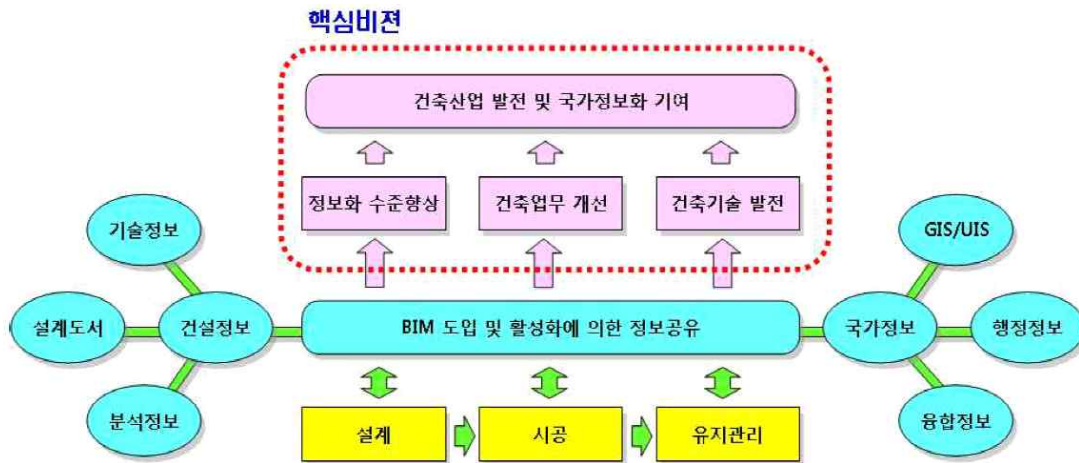 핵심비젼
건축산업 발전 및 국가정보화 기여
정보화 수준향상
건축업무 개선
건축기술 발전
기술정보
GIS/UIS
설계도서
건설정보
BIM 도입 및 활성화에 의한 정보공유
국가정보
행정정보
분석정보
설계
시공
유지관리
융합정보